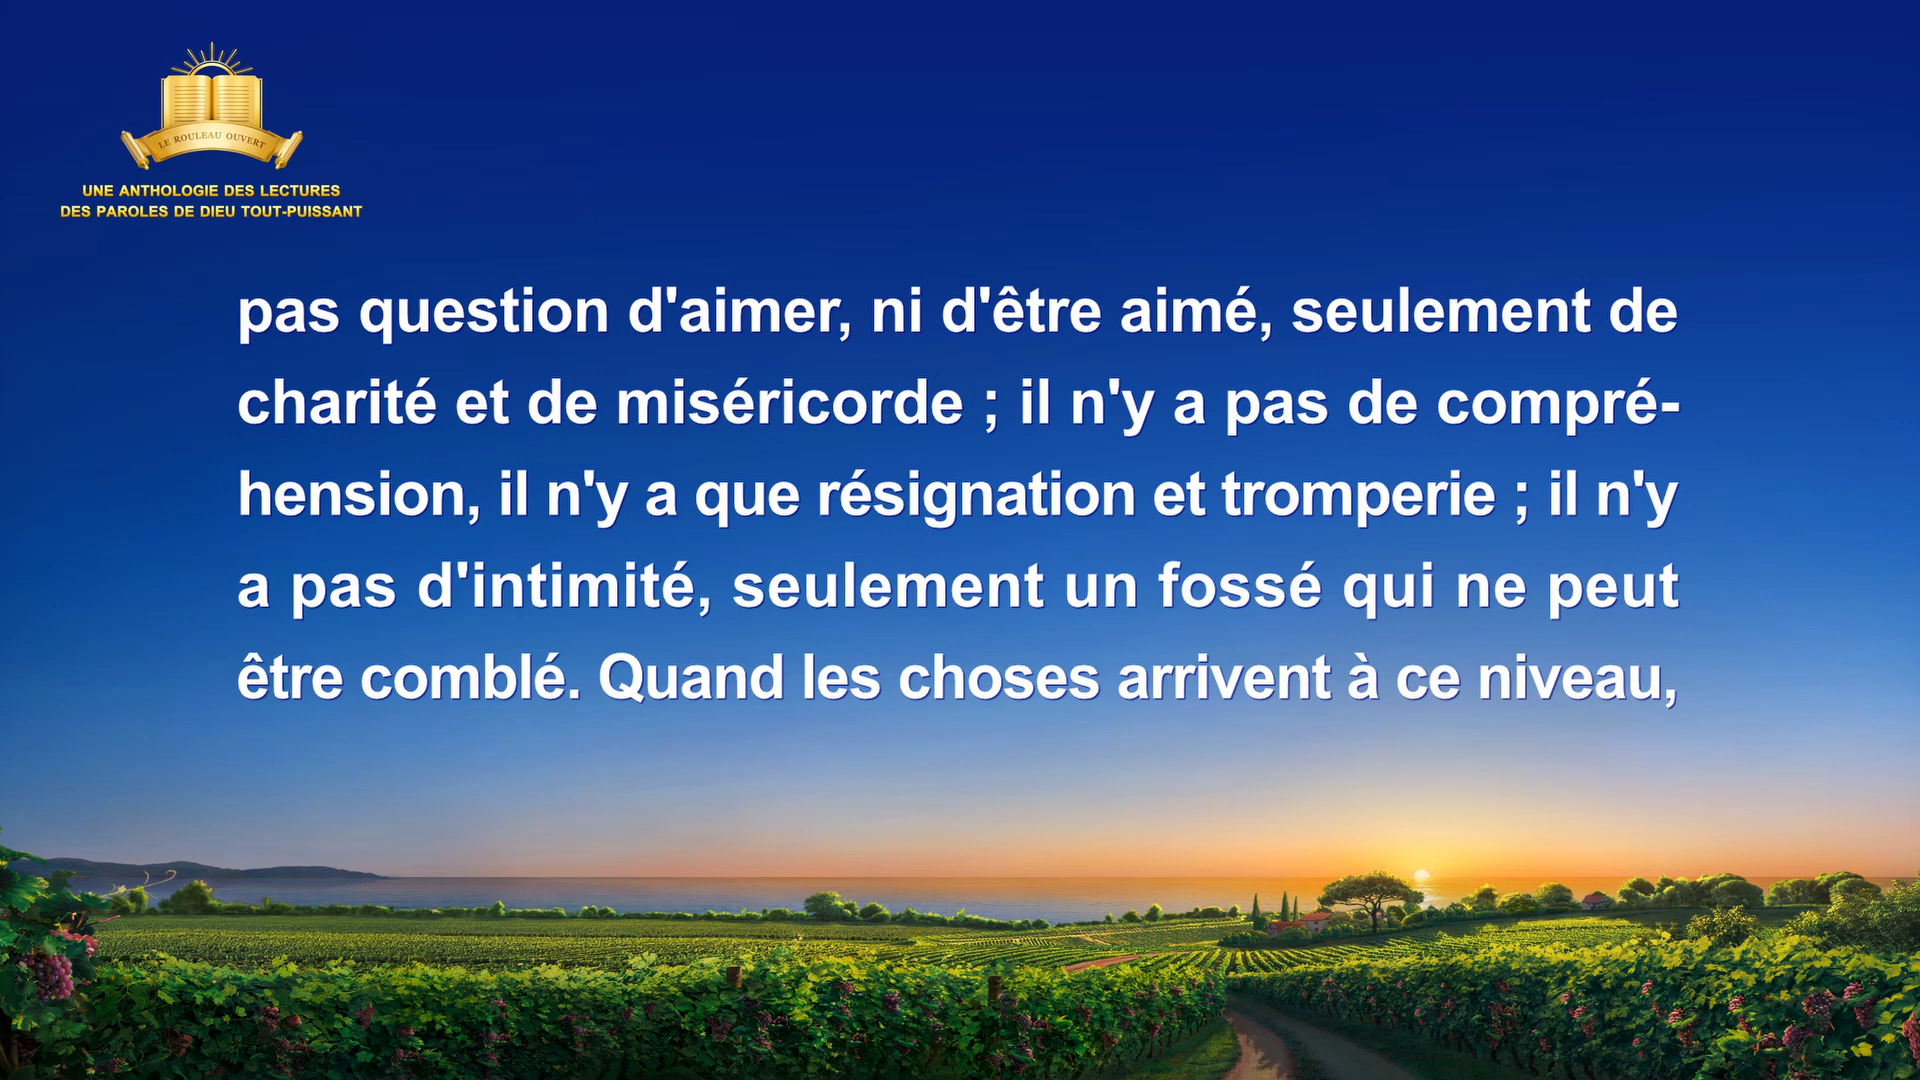 LE ROULEAU OUVERT
UNE ANTHOLOGIE DES LECTURES
DES PAROLES DE DIEU TOUT-PUISSANT
pas question d'aimer, ni d'être aimé, seulement de
charité et de miséricorde ; il n'y a pas de compré-
hension, il n'y a que résignation et tromperie ; il n'y
a pas d'intimité, seulement un fossé qui ne peut
être comblé. Quand les choses arrivent à ce niveau,